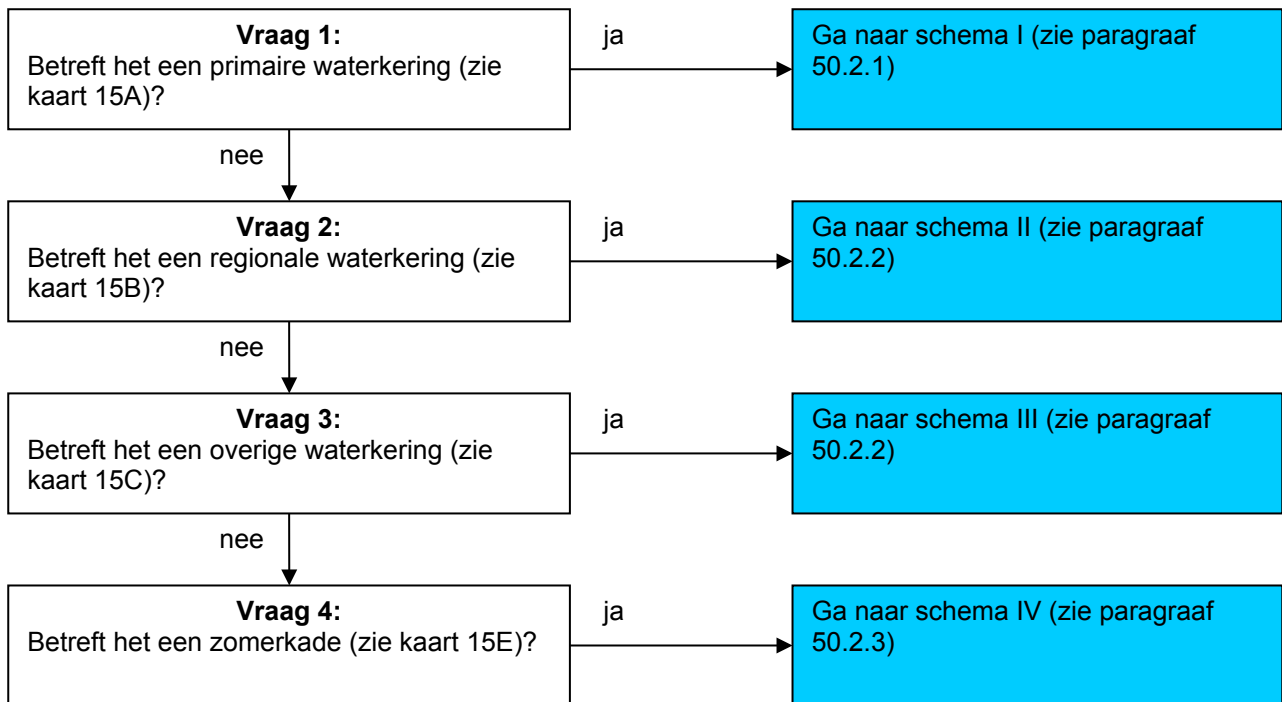 Vraag 1:
Betreft het een primaire waterkering (zie
kaart 15A)?
ja
Ga naar schema I (zie paragraaf
50.2.1)
nee
Vraag 2:
Betreft het een regionale waterkering (zie
kaart 15B)?
ja
Ga naar schema II (zie paragraaf
50.2.2)
nee
Vraag 3:
Betreft het een overige waterkering (zie
kaart 15C)?
ja
Ga naar schema III (zie paragraaf
50.2.2)
nee
Vraag 4:
Betreft het een zomerkade (zie kaart 15E)?
ja
Ga naar schema IV (zie paragraaf
50.2.3)